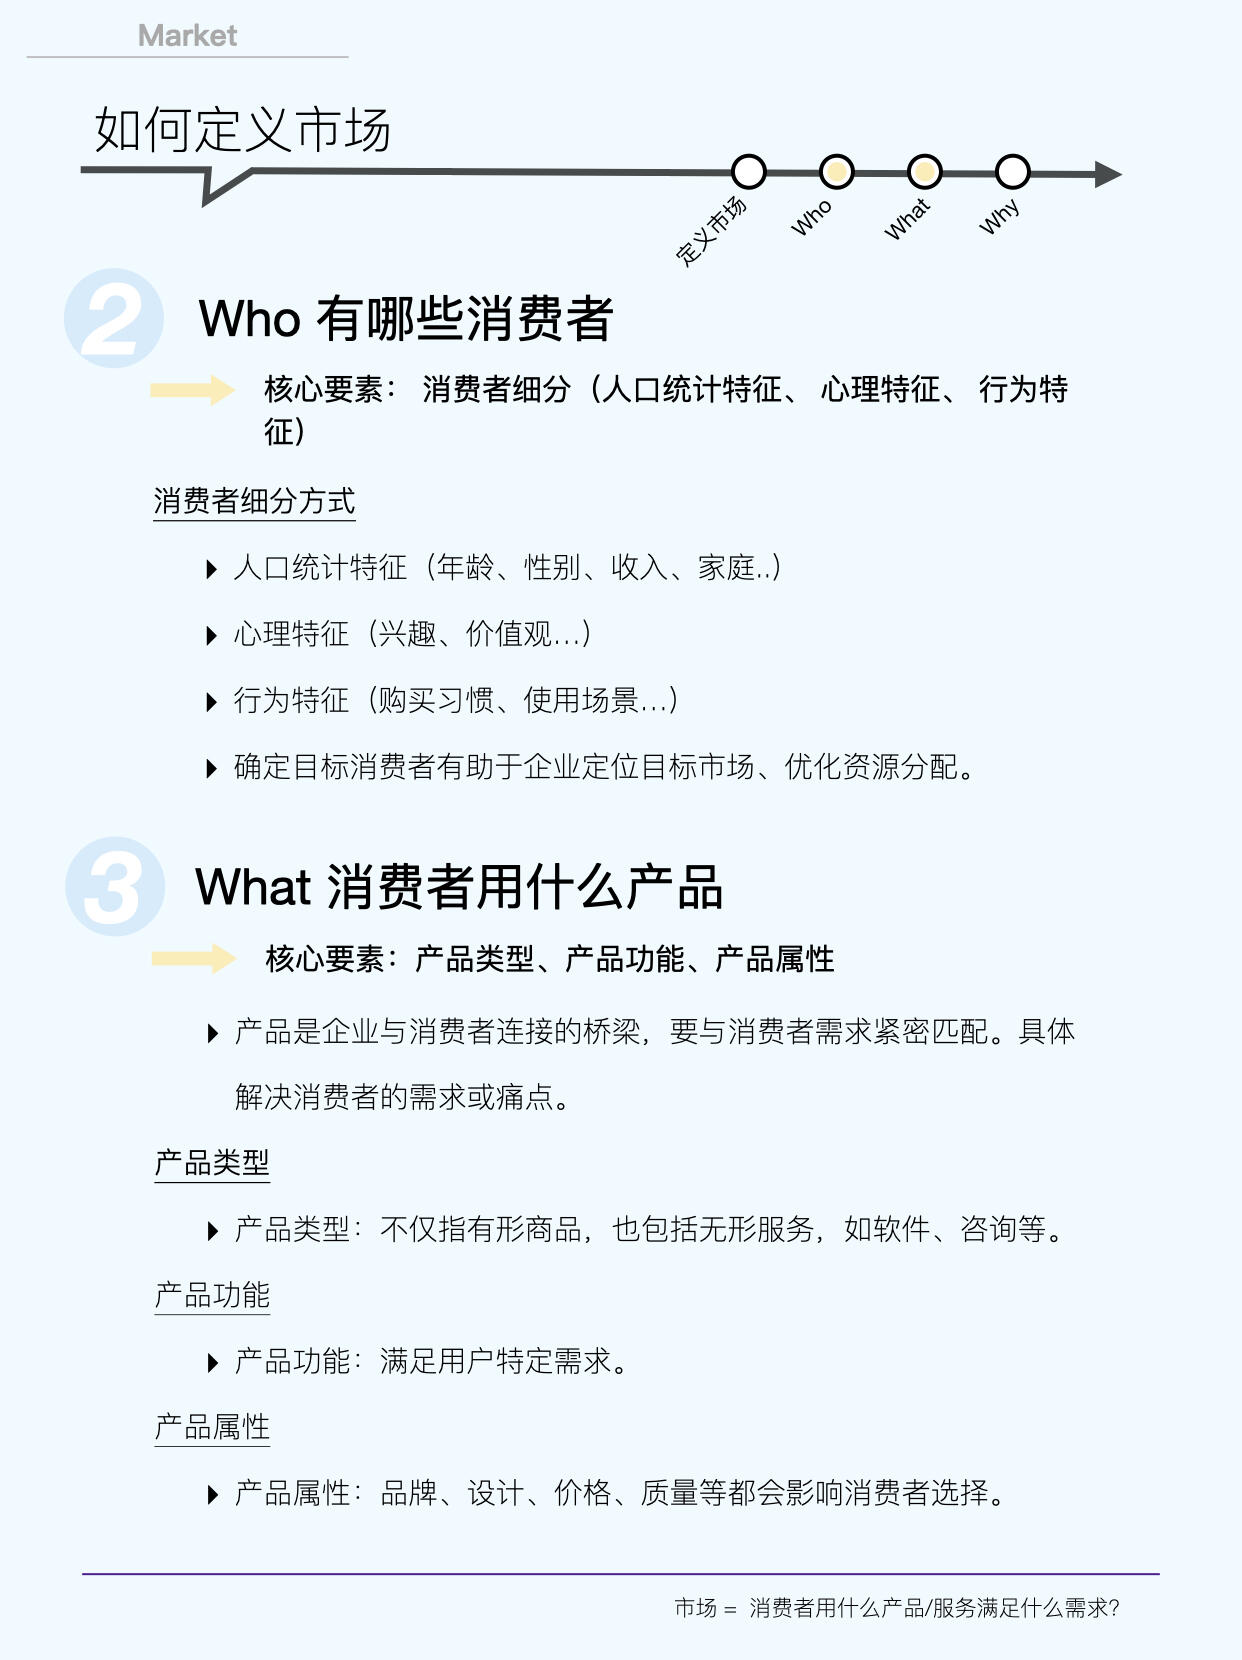 Market
如何定义市场
定义市场
Who
What
Why
2
Who 有哪些消费者
核心要素： 消费者细分（人口统计特征、 心理特征、 行为特
征）
消费者细分方式
人口统计特征（年龄、性别、收入、家庭..）
心理特征（兴趣、价值观…）
行为特征（购买习惯、使用场景…）
确定目标消费者有助于企业定位目标市场、优化资源分配。
3
What 消费者用什么产品
核心要素：产品类型、产品功能、产品属性
产品是企业与消费者连接的桥梁，要与消费者需求紧密匹配。具体
解决消费者的需求或痛点。
产品类型
产品类型：不仅指有形商品，也包括无形服务，如软件、咨询等。
产品功能
产品功能：满足用户特定需求。
产品属性
产品属性：品牌、设计、价格、质量等都会影响消费者选择。
市场 = 消费者用什么产品/服务满足什么需求？